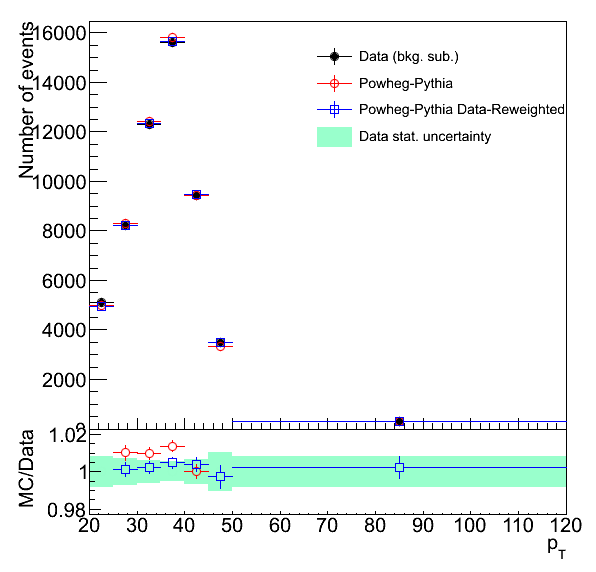 Number of events
16000
14000
12000
10000
8000
6000
4000
2000
Data (bkg. sub.)
Powheg-Pythia
Powheg-Pythia Data-Reweighted
Data stat. uncertainty
MC/Data
1.02
1
0.98
20 30 40 50 60 70 80 90 100 110 120
pT